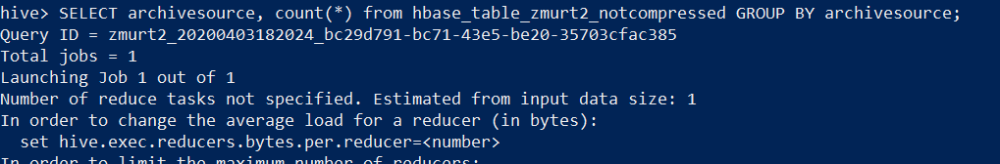 hive> SELECT archivesource, count(*) from hbase_table_zmurt2_notcompressed GROUP BY archivesource;
Query ID = zmurt2_20200403182024_bc29d791-bc71-43e5-be20-35703cfac385
Total jobs = 1
Launching Job 1 out of 1
Number of reduce tasks not specified. Estimated from input data size: 1
In order to change the average load for a reducer (in bytes):
  set hive.exec.reducers.bytes.per.reducer=<number>
In order to limit the maximum number of reducers: